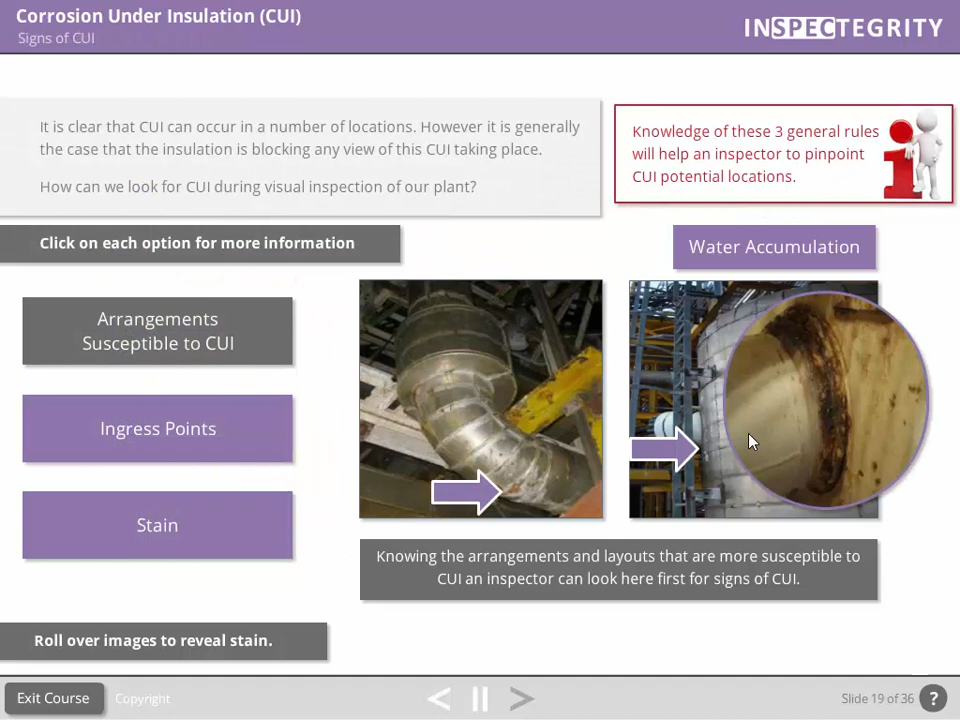 Corrosion Under Insulation (CUI)
Signs of CUI
INSPECTEGRITY
It is clear that CUI can occur in a number of locations. However it is generally
the case that the insulation is blocking any view of this CUI taking place.
How can we look for CUI during visual inspection of our plant?
Knowledge of these 3 general rules
will help an inspector to pinpoint
CUI potential locations.
Click on each option for more information
Water Accumulation
Arrangements
Susceptible to CUI
Ingress Points
Stain
Knowing the arrangements and layouts that are more susceptible to
CUI an inspector can look here first for signs of CUI.
Roll over images to reveal stain.
Exit Course
Copyright
Slide 19 of 36
?